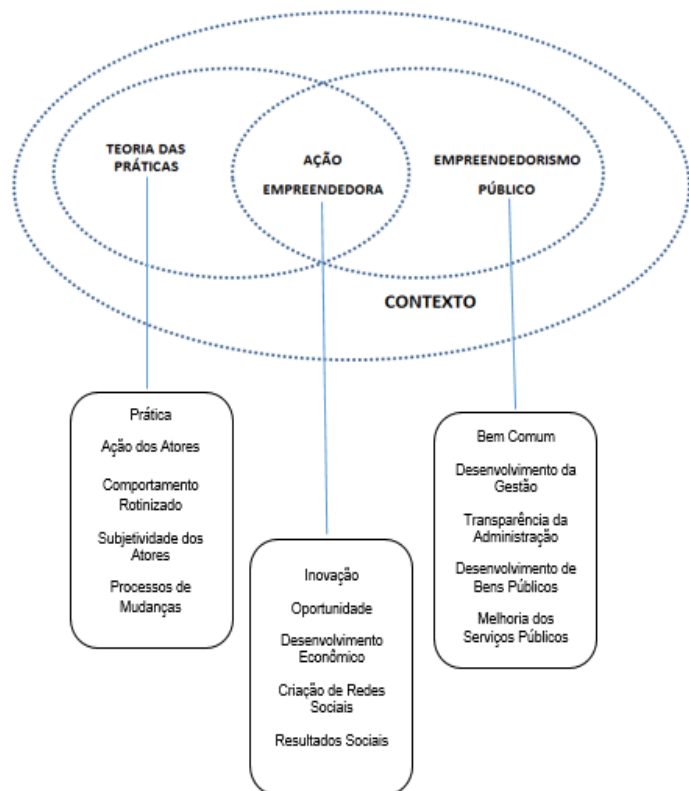 TEORIA DAS
PRÁTICAS
AÇÃO
EMPREENDEDORA
EMPREENDEDORISMO
PÚBLICO
CONTEXTO
Prática
Ação dos Atores
Comportamento
Rotinizado
Subjetividade dos
Atores
Processos de
Mudanças
Inovação
Oportunidade
Desenvolvimento
Econômico
Criação de Redes
Sociais
Resultados Sociais
Bem Comum
Desenvolvimento da
Gestão
Transparência da
Administração
Desenvolvimento de
Bens Públicos
Melhoria dos
Serviços Públicos